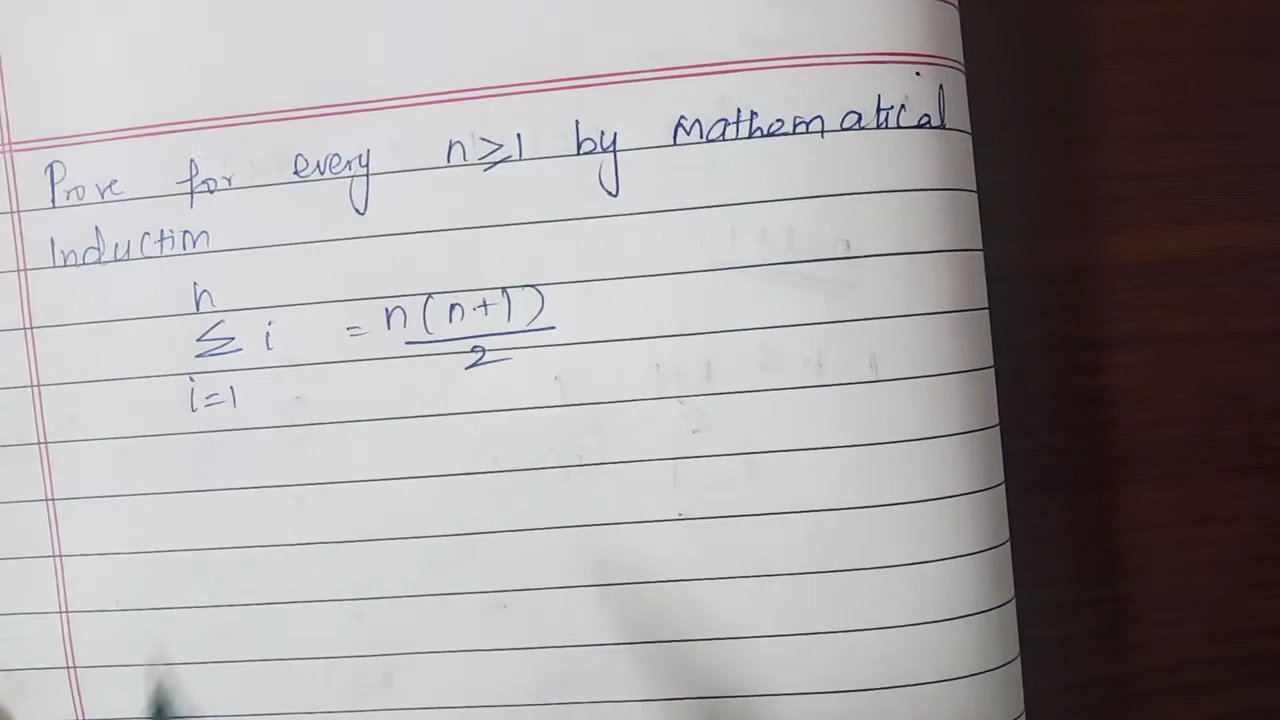 Prove for every n≥1 by Mathematical
Induction
n
∑ i = n(n+1)
2
i=1